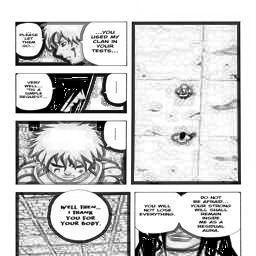 PLEASE
LET
THEM
GO...
...YOU
USED MY
CLAN IN
YOUR
TESTS...
VERY
WELL...
'TIS A
SIMPLE
REQUEST.
WELL THEN...
I THANK
YOU FOR
YOUR BODY.
DO NOT
BE AFRAID...
YOUR STRONG
WILL SHALL
REMAIN
INSIDE
ME AS A
RESIDUAL
AURA.
YOU WILL
NOT LOSE
EVERYTHING.